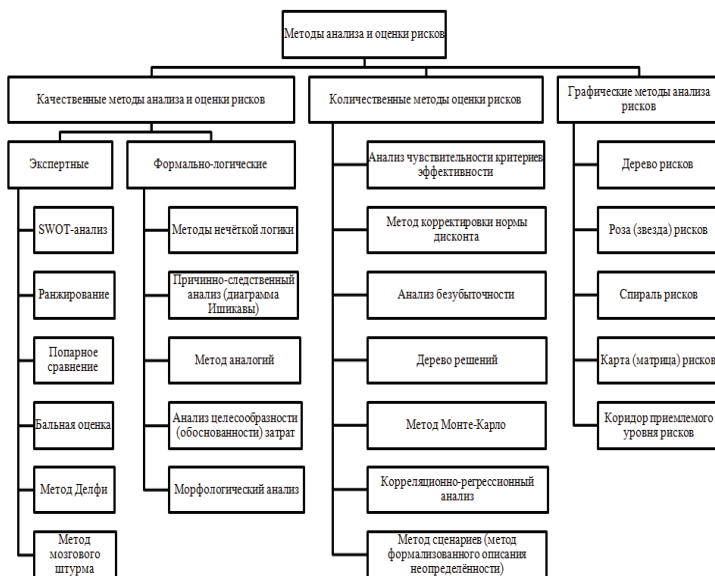 Методы анализа и оценки рисков
Качественные методы анализа и оценки рисков
Количественные методы оценки рисков
Графические методы анализа
рисков
Экспертные
Формально-логические
SWOT-анализ
Ранжирование
Попарное
сравнение
Бальная оценка
Метод Делфи
Метод
мозгового
штурма
Методы нечёткой логики
Причинно-следственный
анализ (диаграмма
Ишикавы)
Метод аналогий
Анализ целесообразности
(обоснованности) затрат
Морфологический анализ
Анализ чувствительности критериев
эффективности
Метод корректировки нормы
дисконта
Анализ безубыточности
Дерево решений
Метод Монте-Карло
Корреляционно-регрессионный
анализ
Метод сценариев (метод
формализованного описания
неопределённости)
Дерево рисков
Роза (звезда) рисков
Спираль рисков
Карта (матрица) рисков
Коридор приемлемого
уровня рисков